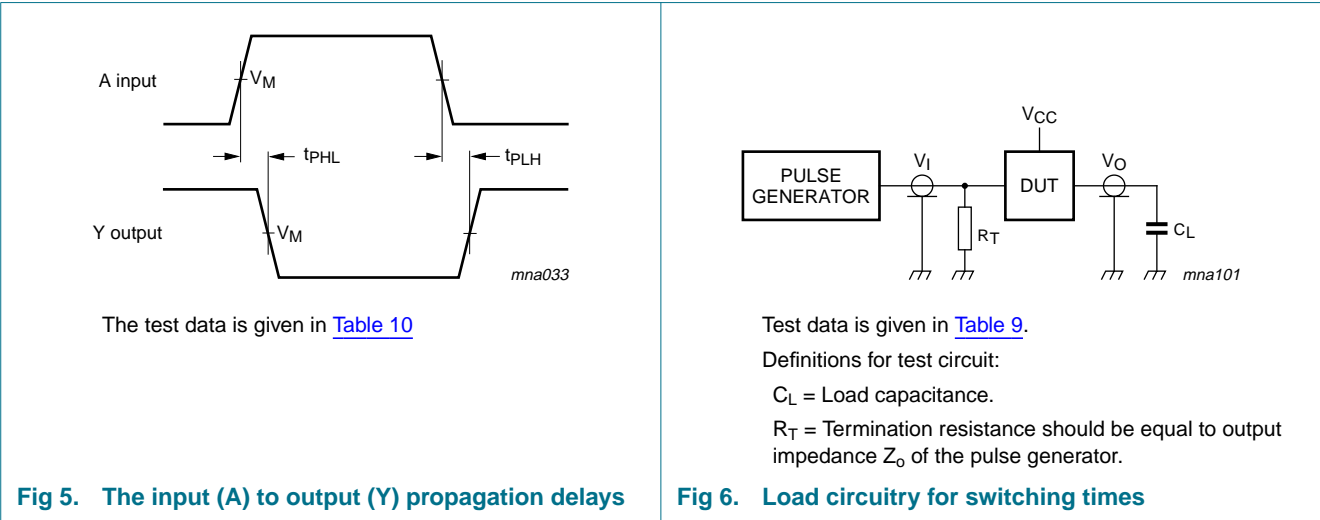 A input
VM
tPHL
tPLH
Y output
VM
mna033
The test data is given in Table 10
Fig 5. The input (A) to output (Y) propagation delays
VCC
PULSE
GENERATOR
VI
DUT
VO
RT
CL
mna101
Test data is given in Table 9.
Definitions for test circuit:
CL = Load capacitance.
RT = Termination resistance should be equal to output
impedance Zo of the pulse generator.
Fig 6. Load circuitry for switching times